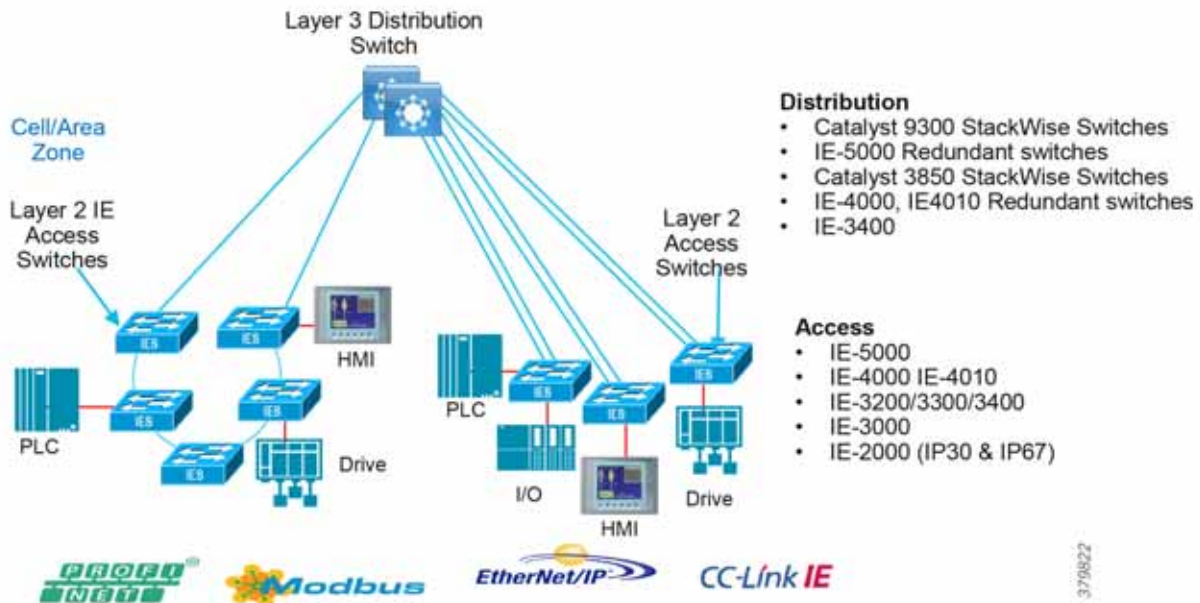 Layer 3 Distribution
Switch
Cell/Area
Zone
Layer 2 IE
Access
Switches
IES
IES
HMI
PLC
IES
IES
IES
Drive
Layer 2
Access
Switches
IES
PLC
IES
IES
I/O
HMI
Drive
Distribution
• Catalyst 9300 StackWise Switches
• IE-5000 Redundant switches
• Catalyst 3850 StackWise Switches
• IE-4000, IE4010 Redundant switches
• IE-3400
Access
• IE-5000
• IE-4000 IE-4010
• IE-3200/3300/3400
• IE-3000
• IE-2000 (IP30 & IP67)
PROFI
NET
®
Modbus
EtherNet/IP
CC-Link IE
379822